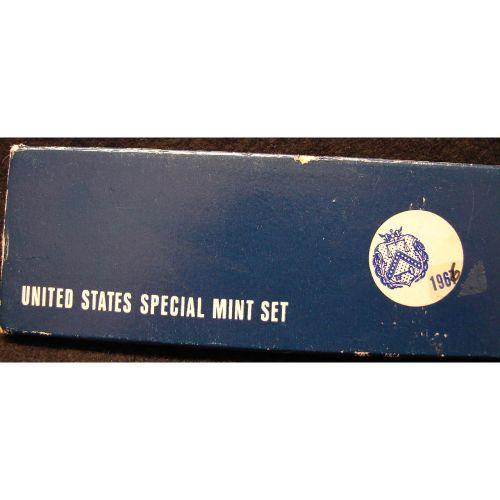 UNITED STATES SPECIAL MINT SET
1966